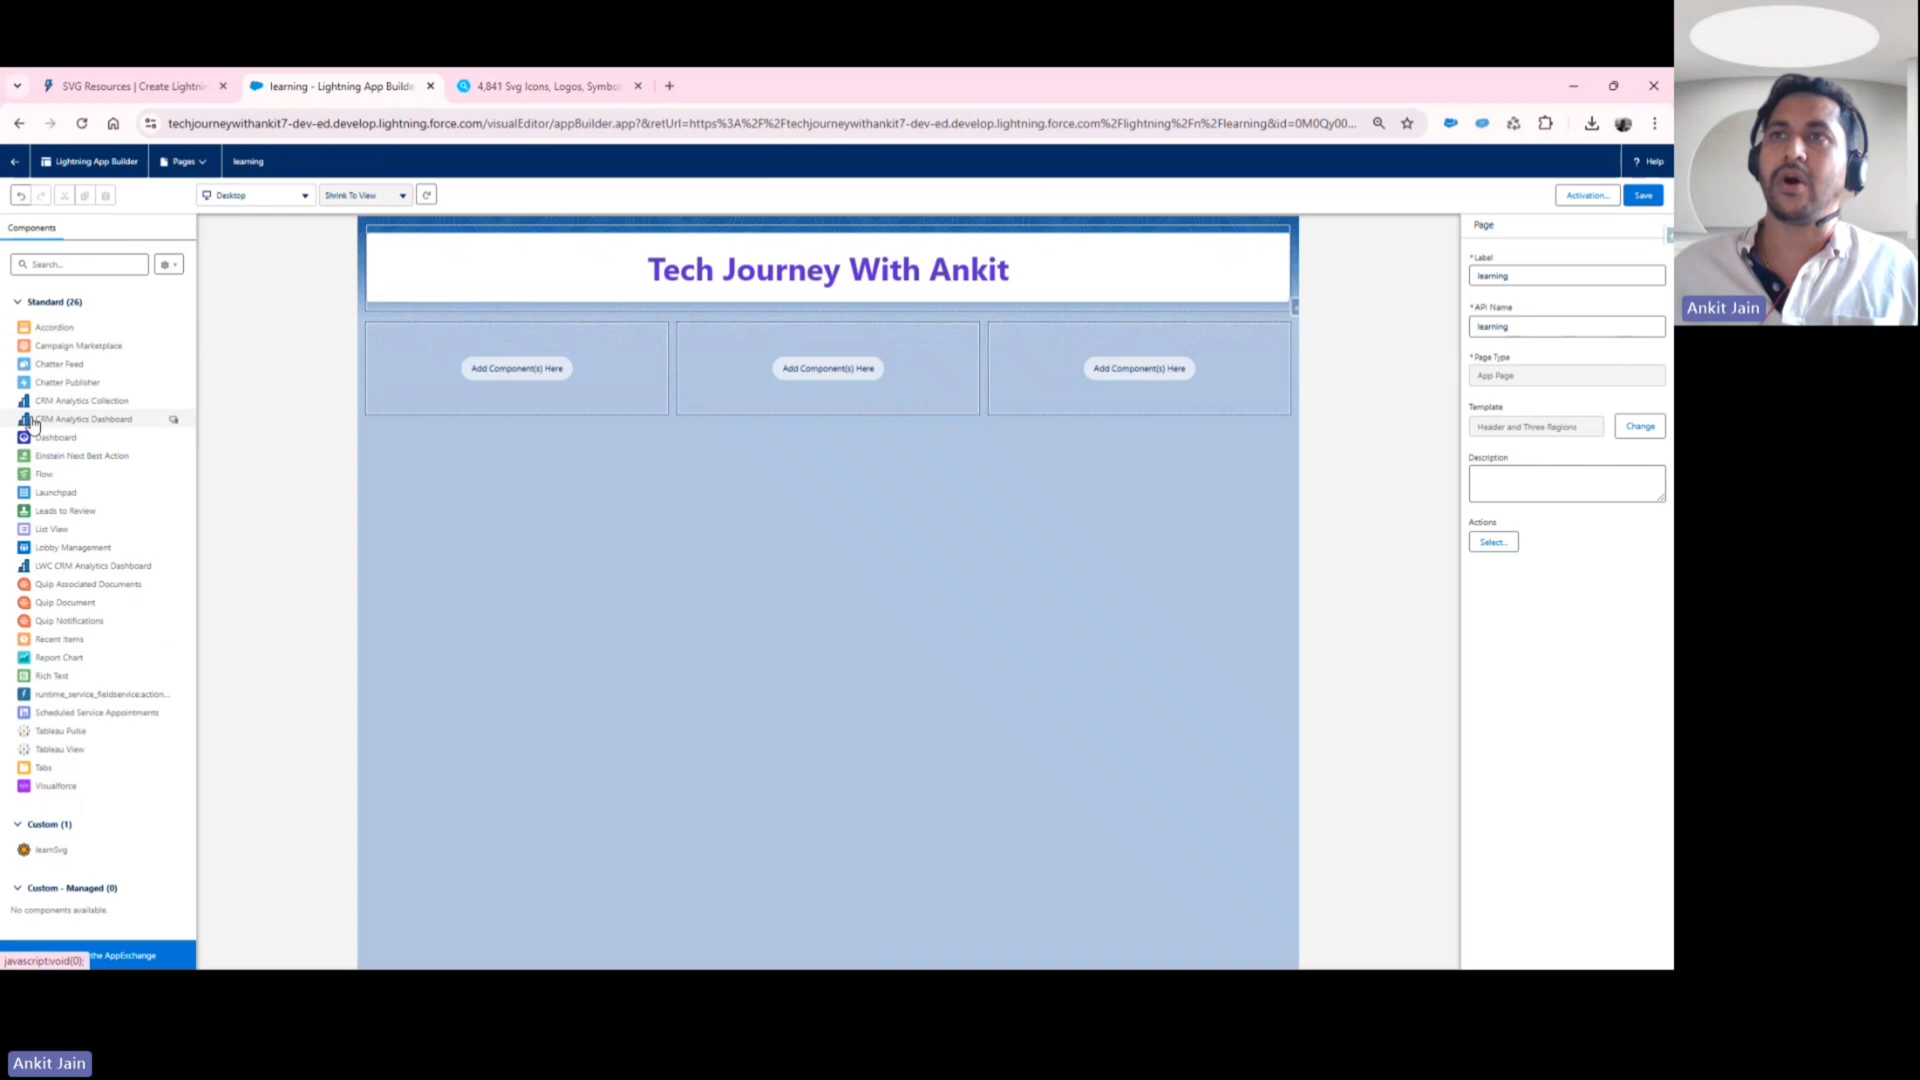 SVG Resources | Create Lightni
learning - Lightning App Builde
4,841 Svg Icons, Logos, Symbo
techjourneywithankit7-dev-ed.develop.lightning.force.com/visualEditor/appBuilder.app?&retUrl=https%3A%2F%2Ftechjourneywithankit7-dev-ed.develop.lightning.force.com%2Flightning%2Fn%2Flearning&id=0M0Qy00...
Lightning App Builder
Pages
learning
? Help
Desktop
Shrink To View
Activation...
Save
Components
Search...
Standard (26)
Accordion
Campaign Marketplace
Chatter Feed
Chatter Publisher
CRM Analytics Collection
CRM Analytics Dashboard
Dashboard
Einstein Next Best Action
Flow
Launchpad
Leads to Review
List View
Lobby Management
LWC CRM Analytics Dashboard
Quip Associated Documents
Quip Document
Quip Notifications
Recent Items
Report Chart
Rich Text
runtime_service_fieldservice:action...
Scheduled Service Appointments
Tableau Pulse
Tableau View
Tabs
Visualforce
Custom (1)
learnSvg
Custom - Managed (0)
No components available.
the AppExchange
javascript:void(0);
Tech Journey With Ankit
Add Component(s) Here
Add Component(s) Here
Add Component(s) Here
Page
*Label
learning
*API Name
learning
*Page Type
App Page
Template
Header and Three Regions
Change
Description
Actions
Select...
Ankit Jain
Ankit Jain